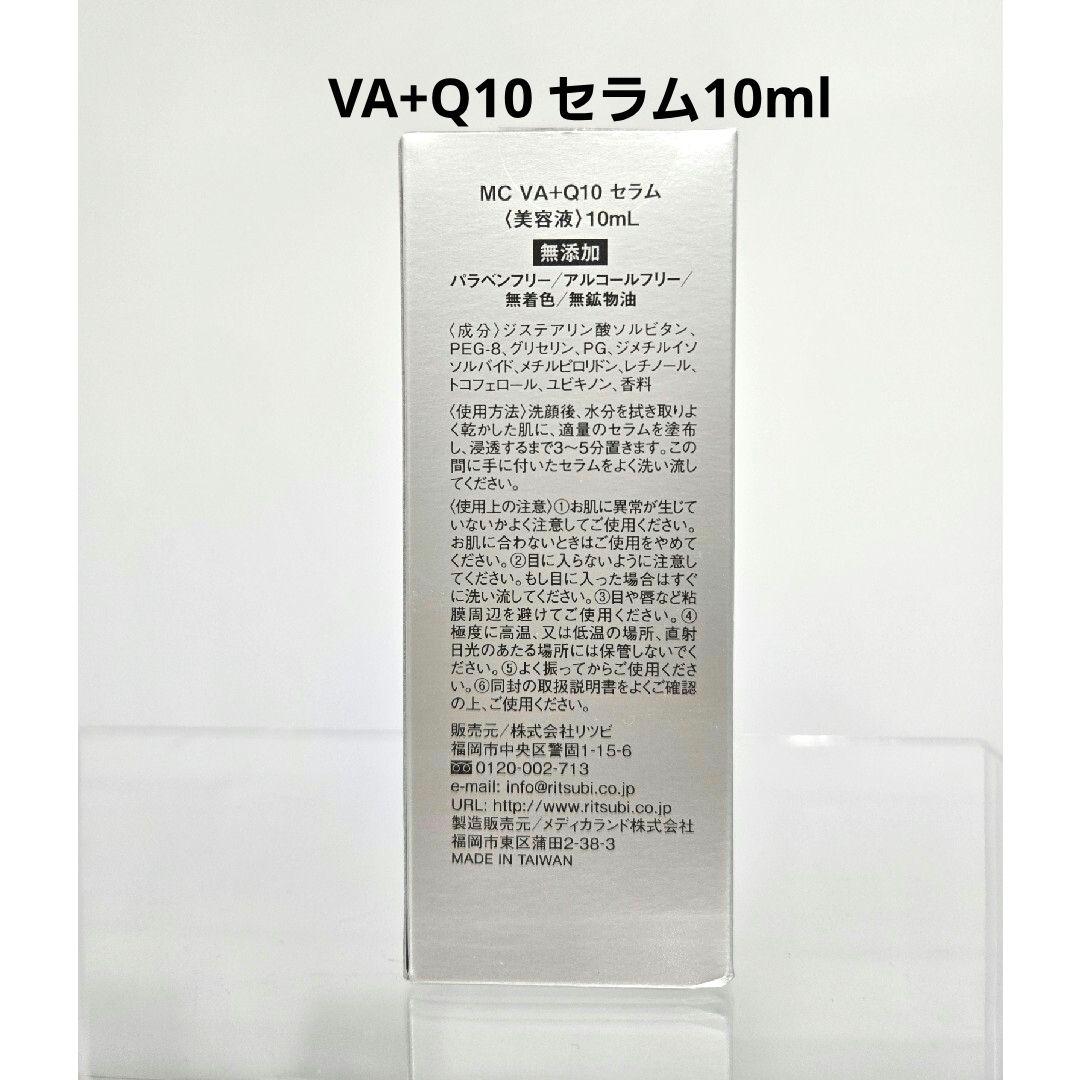 VA+Q10 セラム10ml
MC VA+Q10 セラム
〈美容液〉10mL
無添加
パラベンフリー/アルコールフリー/
無着色/無鉱物油
〈成分〉ジステアリン酸ソルビタン、
PEG-8、グリセリン、PG、ジメチルイソ
ソルバイド、メチルピロリドン、レチノール、
トコフェロール、ユビキノン、香料
〈使用方法〉洗顔後、水分を拭き取りよ
く乾かした肌に、適量のセラムを塗布
し、浸透するまで3〜5分置きます。この
間に手に付いたセラムをよく洗い流し
てください。
〈使用上の注意〉①お肌に異常が生じて
いないかよく注意してご使用ください。
お肌に合わないときはご使用をやめて
ください。②目に入らないように注意し
てください。もし目に入った場合はすぐ
に洗い流してください。③目や唇など粘
膜周辺を避けてご使用ください。④
極度に高温、又は低温の場所、直射
日光のあたる場所には保管しないでく
ださい。⑤よく振ってからご使用くださ
い。⑥同封の取扱説明書をよくご確認
の上、ご使用ください。
販売元/株式会社リツビ
福岡市中央区警固1-15-6
0120-002-713
e-mail: info@ritsubi.co.jp
URL: http://www.ritsubi.co.jp
製造販売元/メディカランド株式会社
福岡市東区蒲田2-38-3
MADE IN TAIWAN